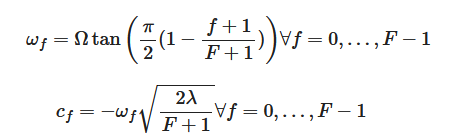 ω_f = Ω tan ( π/2 (1 − (f + 1)/(F + 1)) ) ∀f = 0, . . . , F − 1
c_f = −ω_f √(2λ/(F + 1)) ∀f = 0, . . . , F − 1